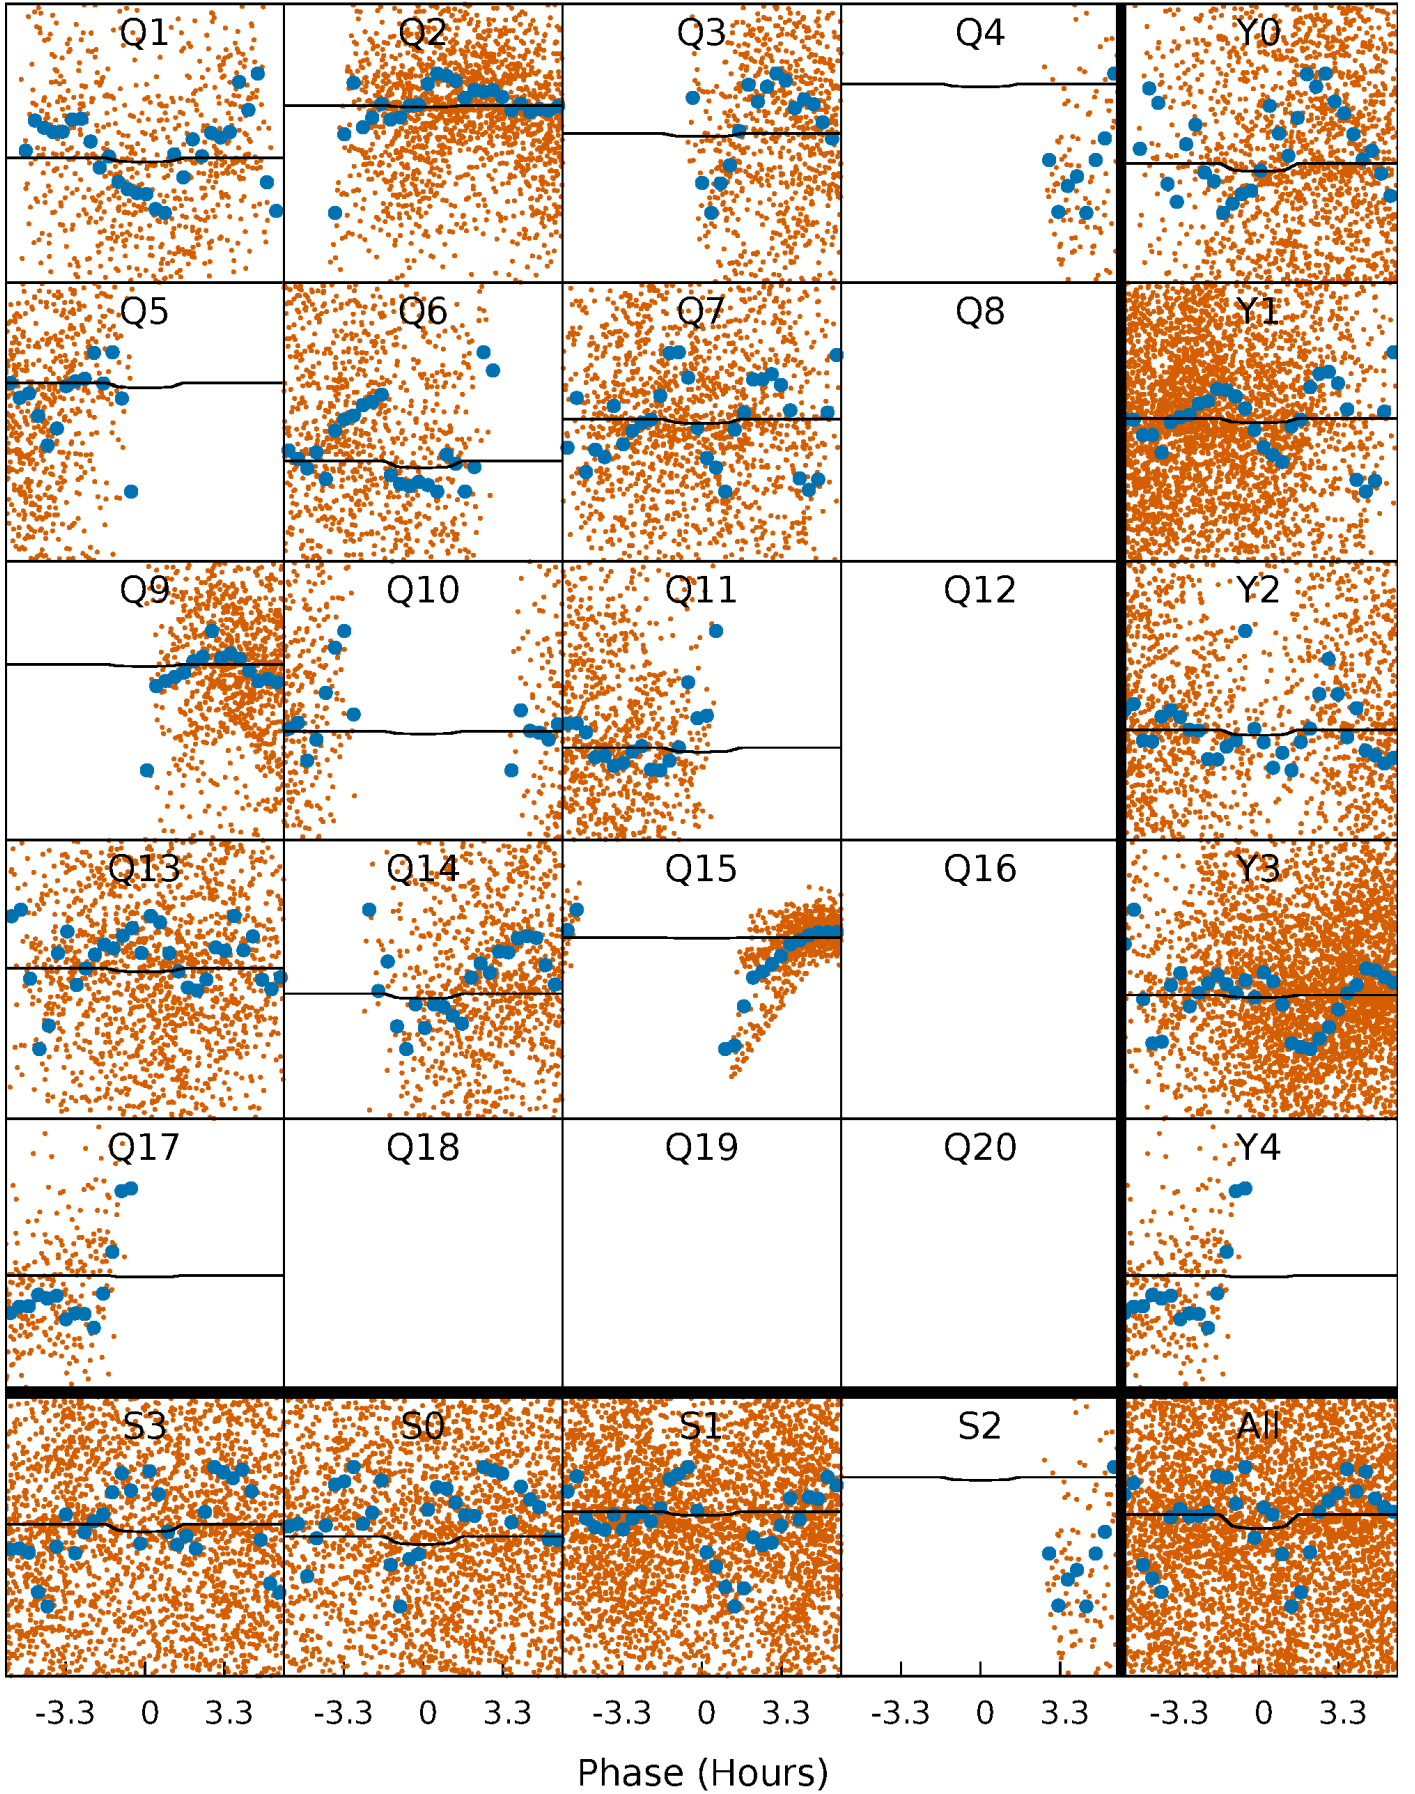 Q1 Q2 Q3 Q4 Y0
Q5 Q6 Q7 Q8 Y1
Q9 Q10 Q11 Q12 Y2
Q13 Q14 Q15 Q16 Y3
Q17 Q18 Q19 Q20 Y4
S3 S0 S1 S2 All
-3.3 0 3.3 -3.3 0 3.3 -3.3 0 3.3 -3.3 0 3.3 -3.3 0 3.3
Phase (Hours)